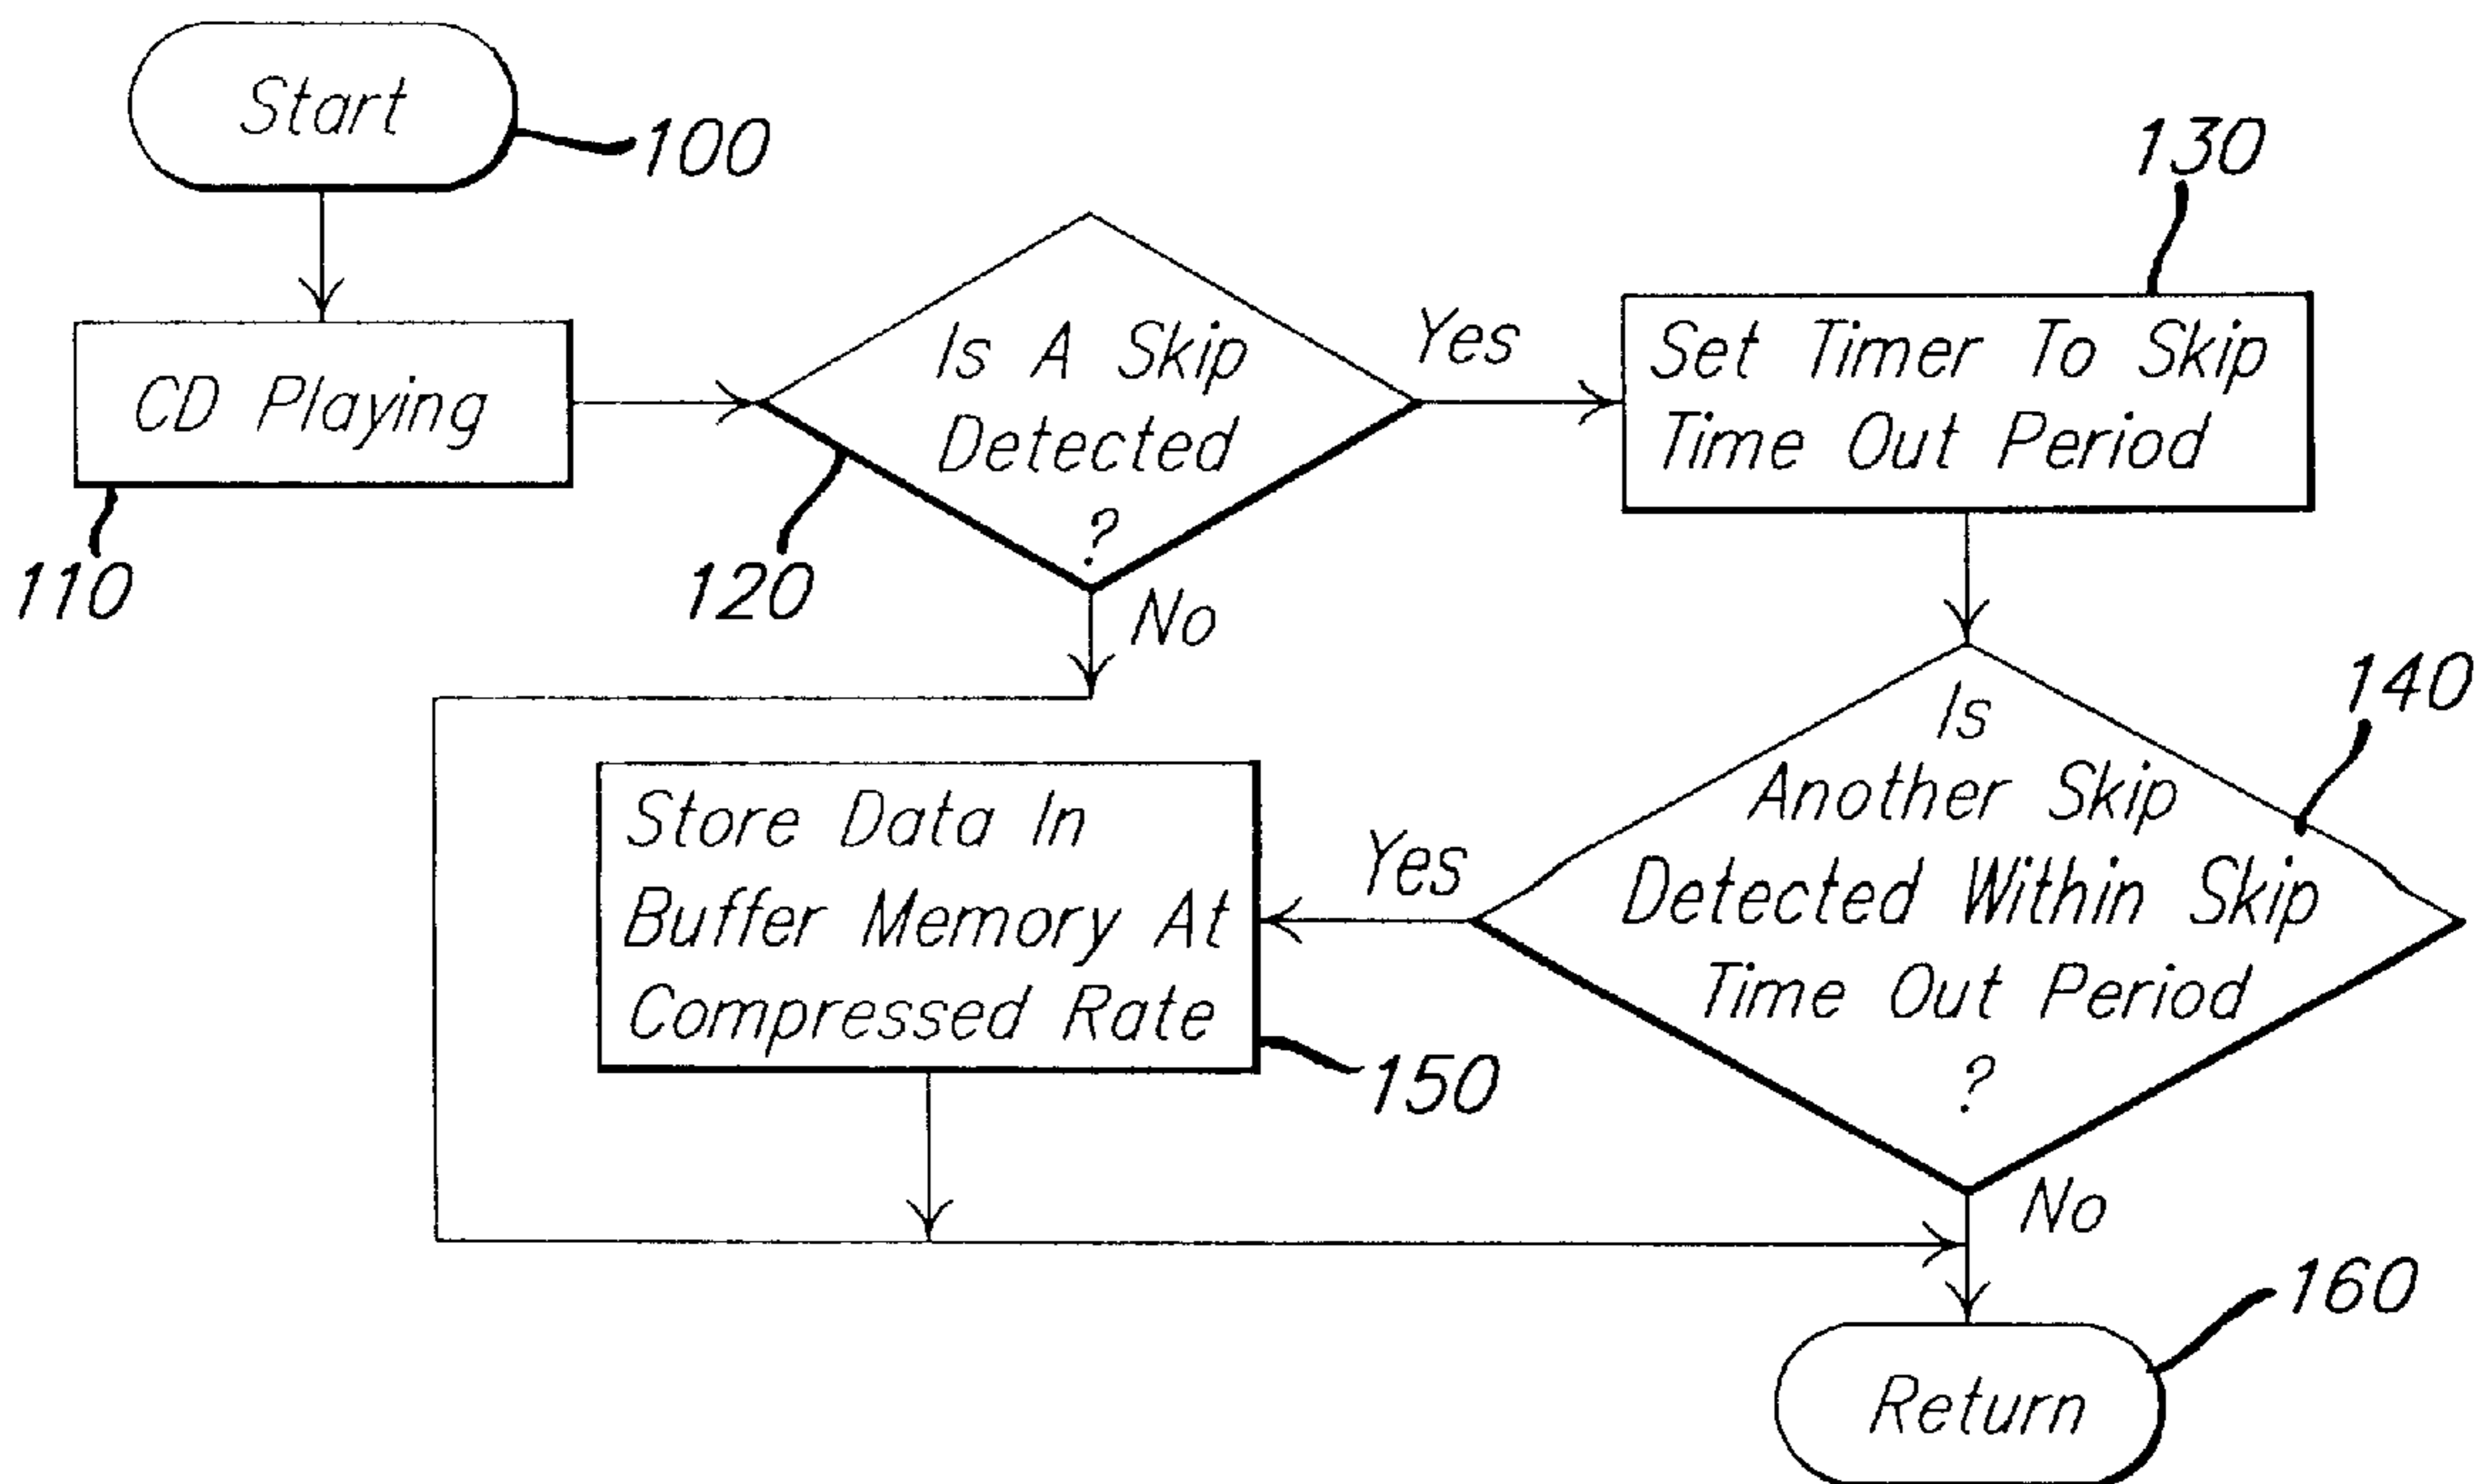 Start
100
CD Playing
110
Is A Skip
Detected
?
120
Yes
No
130
Set Timer To Skip
Time Out Period
140
Is
Another Skip
Detected Within Skip
Time Out Period
?
Yes
No
Store Data In
Buffer Memory At
Compressed Rate
150
160
Return